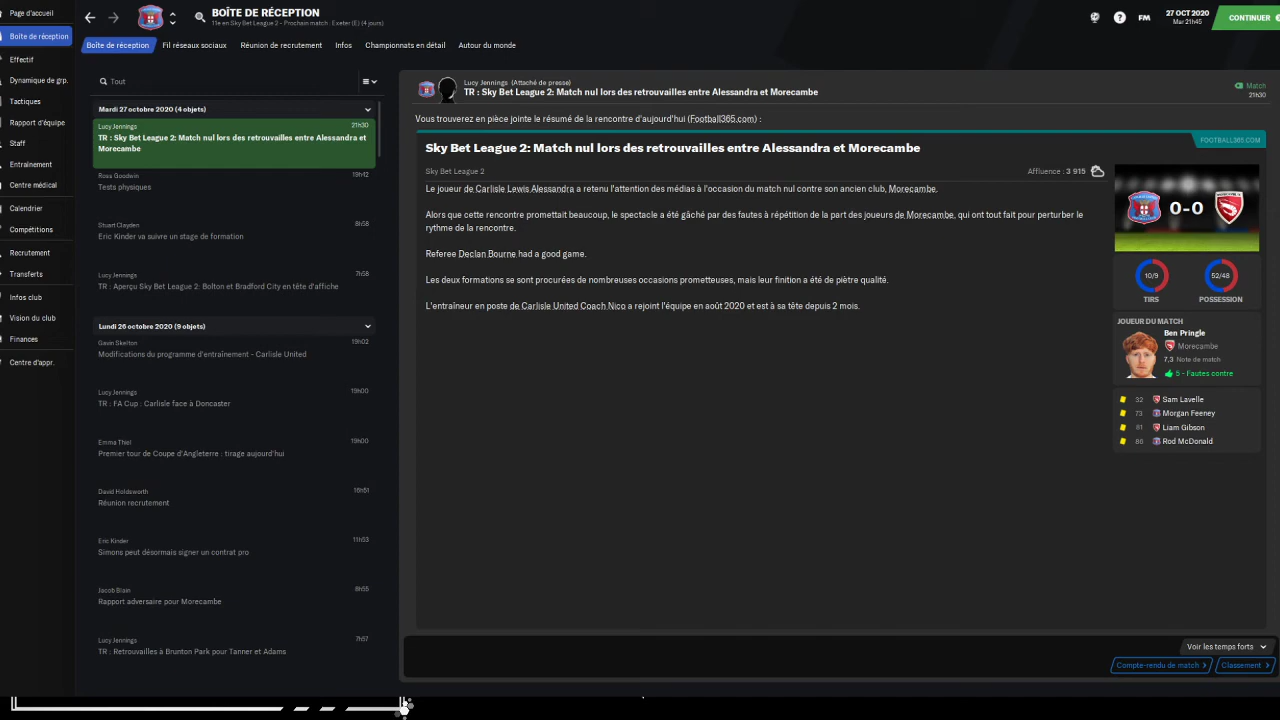 Page d'accueil
Boîte de réception
Effectif
Dynamique de grp.
Tactiques
Rapport d'équipe
Staff
Entraînement
Centre médical
Calendrier
Compétitions
Recrutement
Transferts
Infos club
Vision du club
Finances
Centre d'appr.
BOÎTE DE RÉCEPTION
11e en Sky Bet League 2 - Prochain match : Exeter (E) (4 jours)
FM
27 OCT 2020
Mar 21h45
CONTINUER
Boîte de réception
Fil réseaux sociaux
Réunion de recrutement
Infos
Championnats en détail
Autour du monde
Tout
Mardi 27 octobre 2020 (4 objets)
Lucy Jennings 21h30
TR : Sky Bet League 2: Match nul lors des retrouvailles entre Alessandra et
Morecambe
Ross Goodwin 19h42
Tests physiques
Stuart Clayden 8h58
Eric Kinder va suivre un stage de formation
Lucy Jennings 7h58
TR : Aperçu Sky Bet League 2: Bolton et Bradford City en tête d'affiche
Lundi 26 octobre 2020 (9 objets)
Gavin Skelton 19h02
Modifications du programme d'entraînement - Carlisle United
Lucy Jennings 19h00
TR : FA Cup : Carlisle face à Doncaster
Emma Thiel 19h00
Premier tour de Coupe d'Angleterre : tirage aujourd'hui
David Holdsworth 16h51
Réunion recrutement
Eric Kinder 11h53
Simons peut désormais signer un contrat pro
Jacob Blain 8h55
Rapport adversaire pour Morecambe
Lucy Jennings 7h57
TR : Retrouvailles à Brunton Park pour Tanner et Adams
Lucy Jennings (Attaché de presse)
TR : Sky Bet League 2: Match nul lors des retrouvailles entre Alessandra et Morecambe
Match
21h30
Vous trouverez en pièce jointe le résumé de la rencontre d'aujourd'hui (Football365.com) :
FOOTBALL365.COM
Sky Bet League 2: Match nul lors des retrouvailles entre Alessandra et Morecambe
Sky Bet League 2
Affluence : 3 915
Le joueur de Carlisle Lewis Alessandra a retenu l'attention des médias à l'occasion du match nul contre son ancien club, Morecambe.
Alors que cette rencontre promettait beaucoup, le spectacle a été gâché par des fautes à répétition de la part des joueurs de Morecambe, qui ont tout fait pour perturber le
rythme de la rencontre.
Referee Declan Bourne had a good game.
Les deux formations se sont procurées de nombreuses occasions prometteuses, mais leur finition a été de piètre qualité.
L'entraîneur en poste de Carlisle United Coach Nico a rejoint l'équipe en août 2020 et est à sa tête depuis 2 mois.
0-0
10/9
52/48
TIRS
POSSESSION
JOUEUR DU MATCH
Ben Pringle
Morecambe
7,3 Note de match
5 - Fautes contre
32 Sam Lavelle
73 Morgan Feeney
81 Liam Gibson
86 Rod McDonald
Voir les temps forts
Compte-rendu de match
Classement